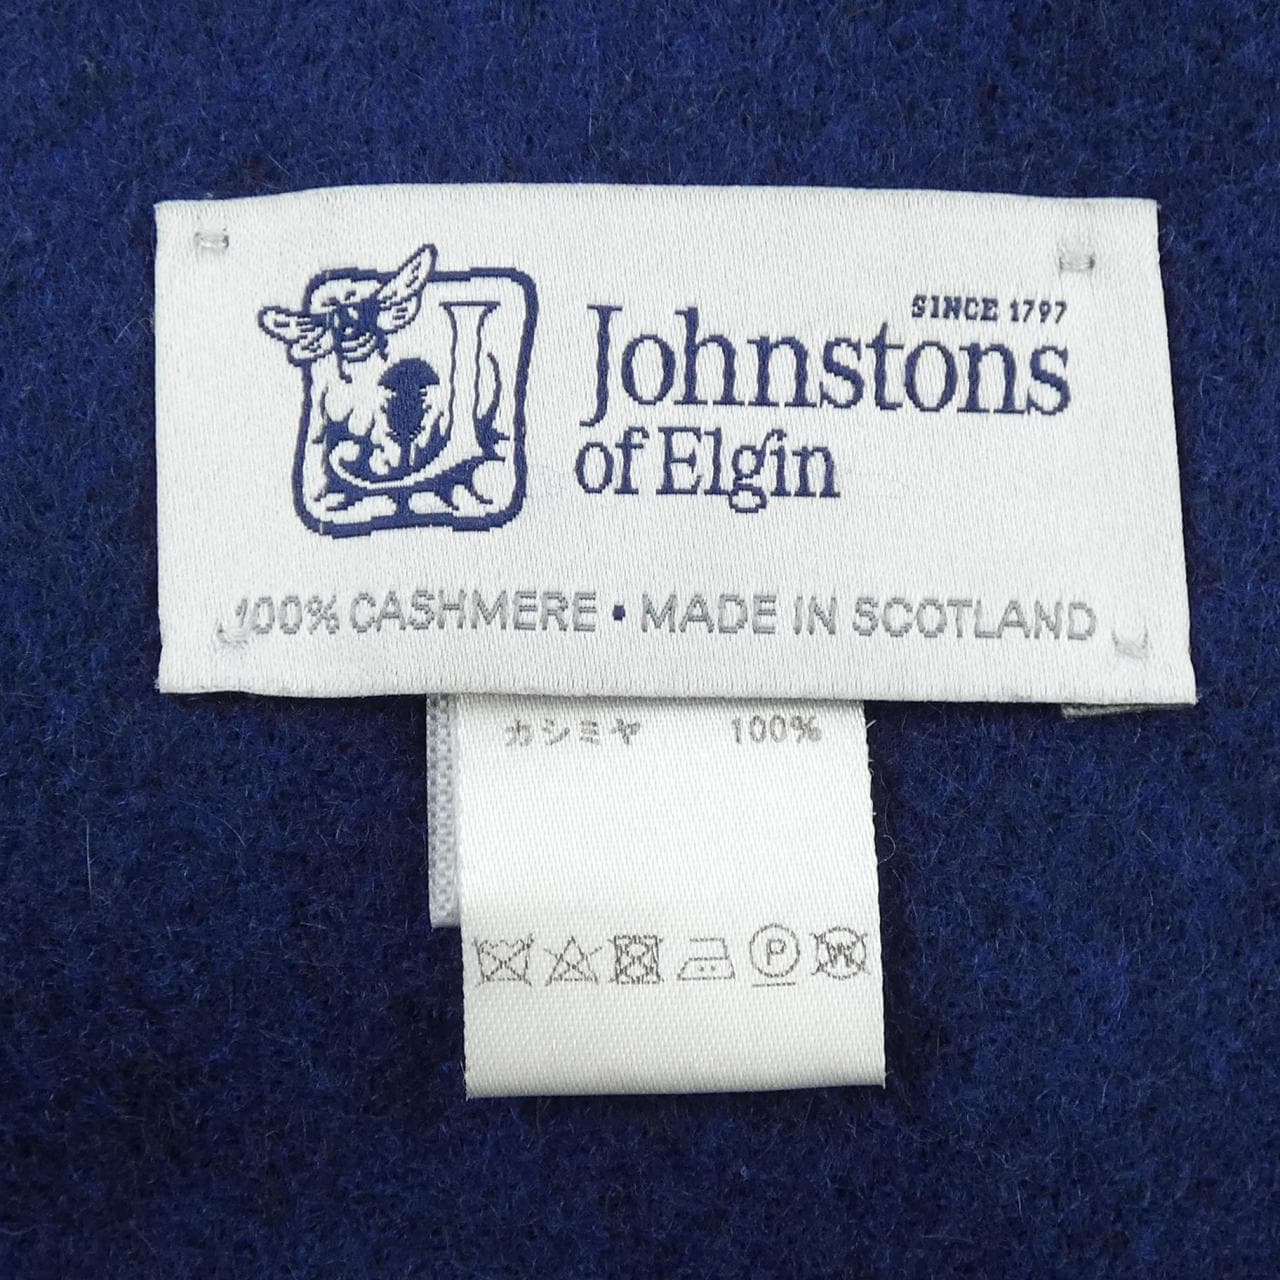 SINCE 1797
Johnstons
of Elgin
100% CASHMERE • MADE IN SCOTLAND
カシミヤ 100%
P
W